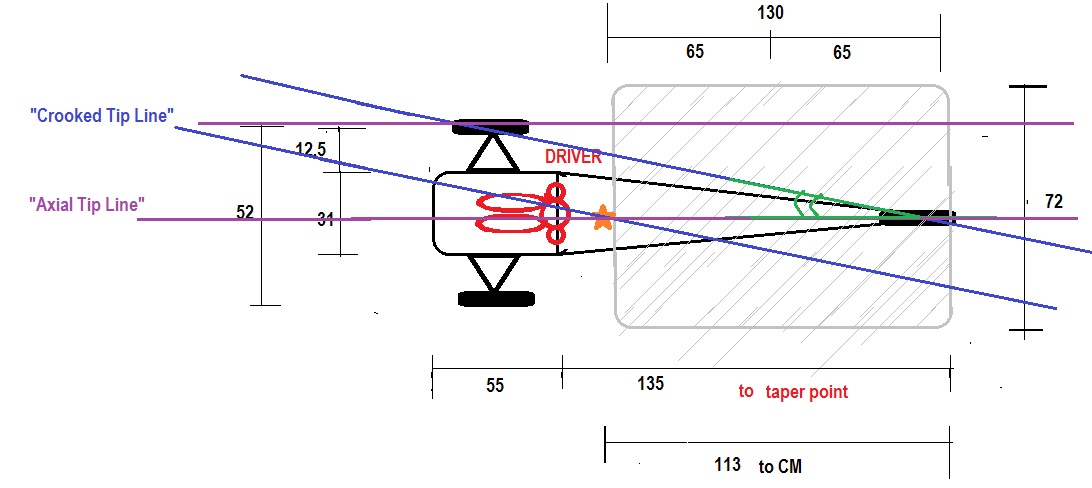 130
65 65
"Crooked Tip Line"
12.5
DRIVER
"Axial Tip Line"
52
31
72
55
135
to taper point
113 to CM